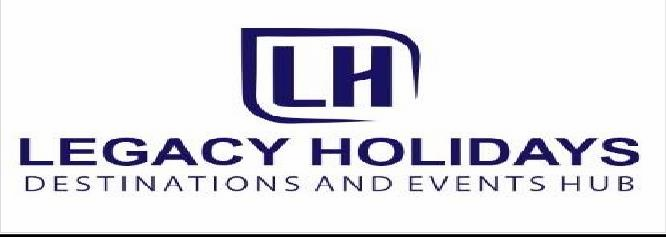 LH
LEGACY HOLIDAYS
DESTINATIONS AND EVENTS HUB